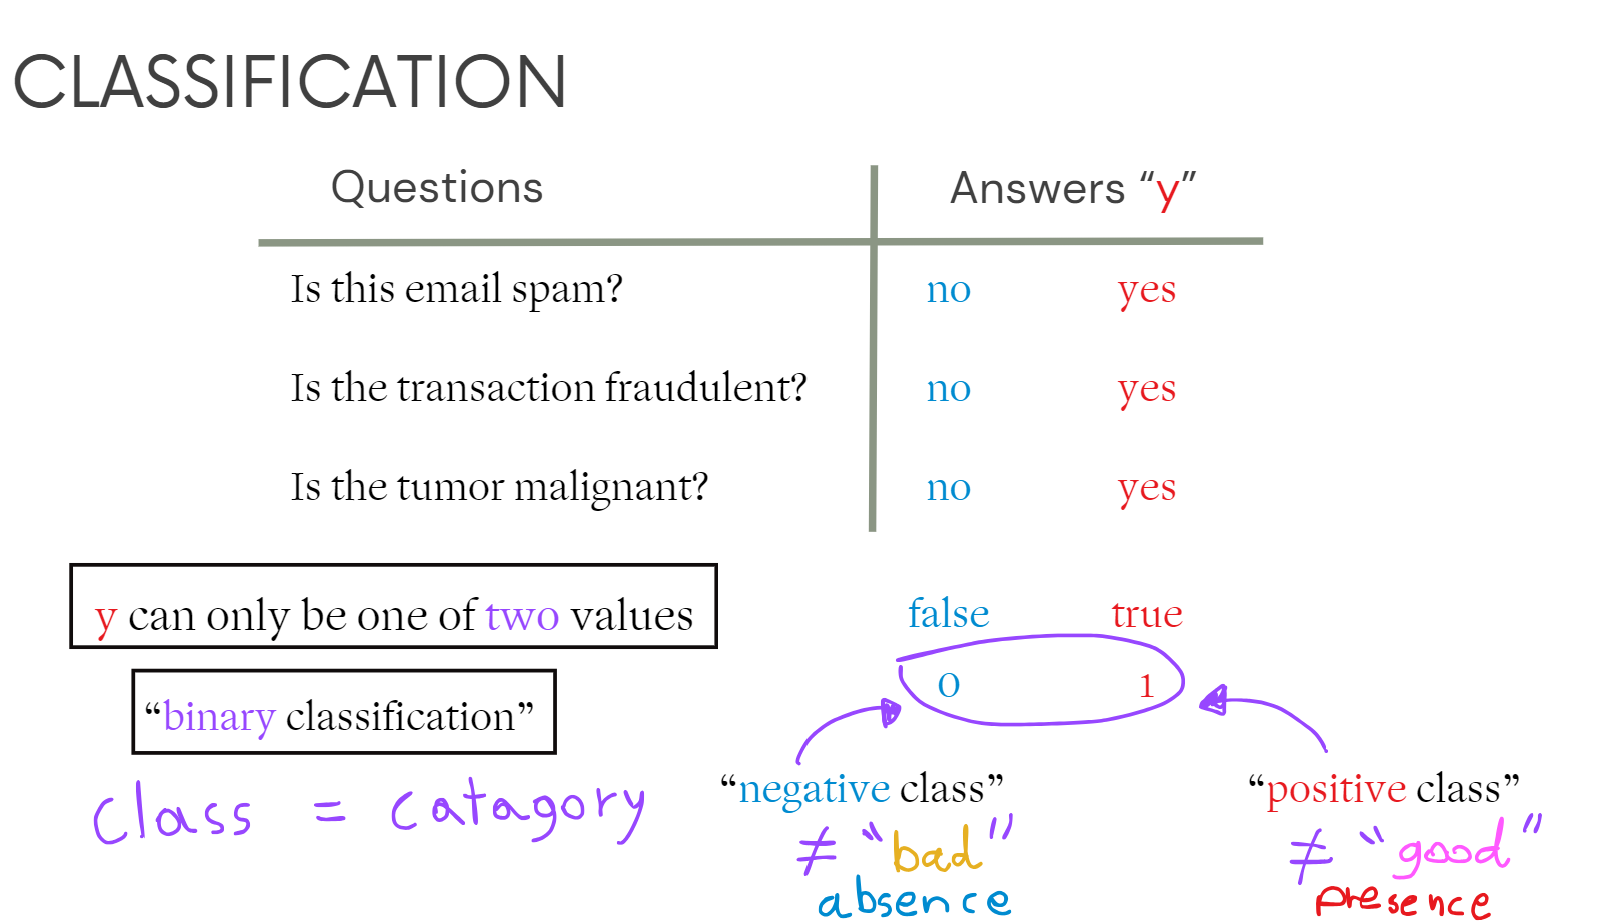 CLASSIFICATION
Questions Answers “y”
Is this email spam? no yes
Is the transaction fraudulent? no yes
Is the tumor malignant? no yes
y can only be one of two values
false true
0 1
“binary classification”
class = catagory
“negative class” “positive class”
≠ “bad” ≠ “good”
absence presence